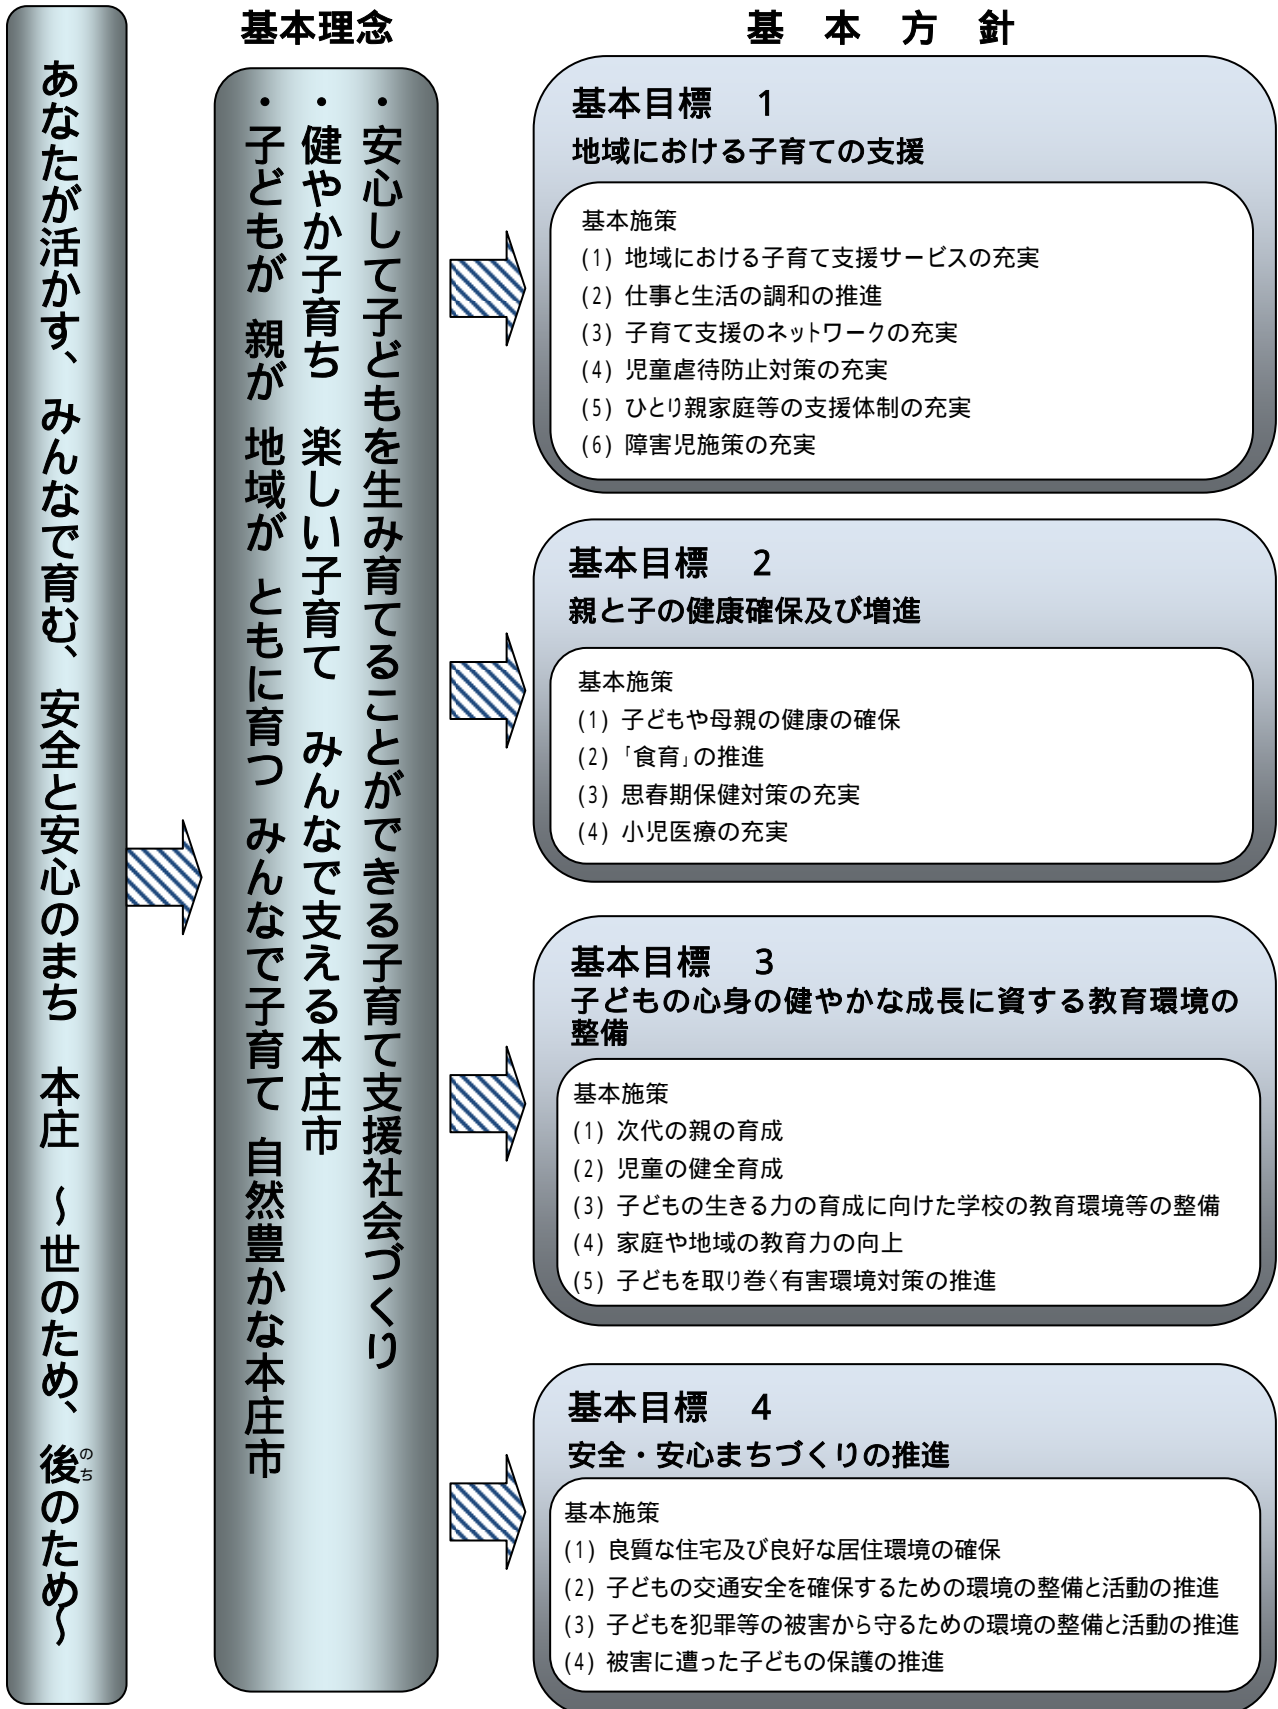 あなたが活かす、みんなで育む、安全と安心のまち　本庄　～世のため、後のため～
のち
基本理念
・安心して子どもを生み育てることができる子育て支援社会づくり
・健やか子育ち　楽しい子育て　みんなで支える本庄市
・子どもが　親が　地域が　ともに育つ　みんなで子育て　自然豊かな本庄市
基　本　方　針
基本目標　1
地域における子育ての支援
基本施策
(1) 地域における子育て支援サービスの充実
(2) 仕事と生活の調和の推進
(3) 子育て支援のネットワークの充実
(4) 児童虐待防止対策の充実
(5) ひとり親家庭等の支援体制の充実
(6) 障害児施策の充実
基本目標　2
親と子の健康確保及び増進
基本施策
(1) 子どもや母親の健康の確保
(2) 「食育」の推進
(3) 思春期保健対策の充実
(4) 小児医療の充実
基本目標　3
子どもの心身の健やかな成長に資する教育環境の
整備
基本施策
(1) 次代の親の育成
(2) 児童の健全育成
(3) 子どもの生きる力の育成に向けた学校の教育環境等の整備
(4) 家庭や地域の教育力の向上
(5) 子どもを取り巻く有害環境対策の推進
基本目標　4
安全・安心まちづくりの推進
基本施策
(1) 良質な住宅及び良好な居住環境の確保
(2) 子どもの交通安全を確保するための環境の整備と活動の推進
(3) 子どもを犯罪等の被害から守るための環境の整備と活動の推進
(4) 被害に遭った子どもの保護の推進